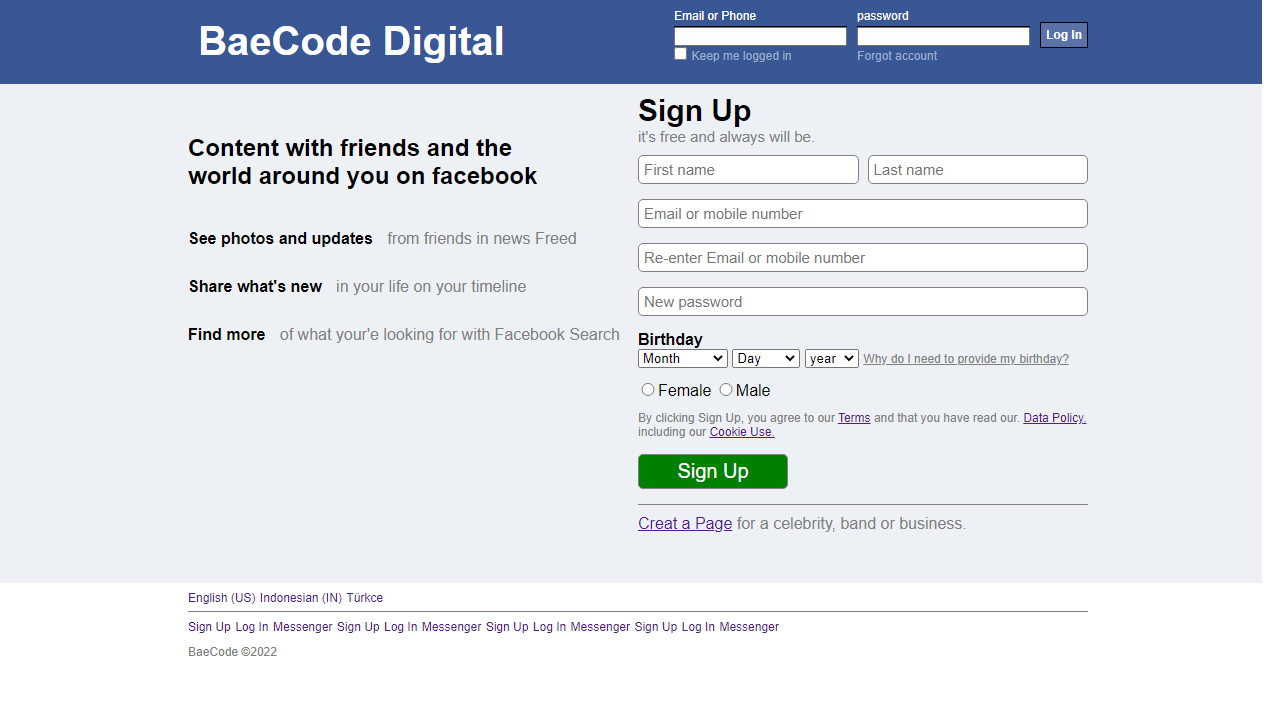 BaeCode Digital
Email or Phone
password
Log In
Keep me logged in
Forgot account
Content with friends and the
world around you on facebook
See photos and updates from friends in news Freed
Share what's new in your life on your timeline
Find more of what your'e looking for with Facebook Search
Sign Up
it's free and always will be.
First name
Last name
Email or mobile number
Re-enter Email or mobile number
New password
Birthday
Month Day year Why do I need to provide my birthday?
Female Male
By clicking Sign Up, you agree to our Terms and that you have read our. Data Policy.
including our Cookie Use.
Sign Up
Creat a Page for a celebrity, band or business.
English (US) Indonesian (IN) Türkce
Sign Up Log In Messenger Sign Up Log In Messenger Sign Up Log In Messenger Sign Up Log In Messenger
BaeCode ©2022